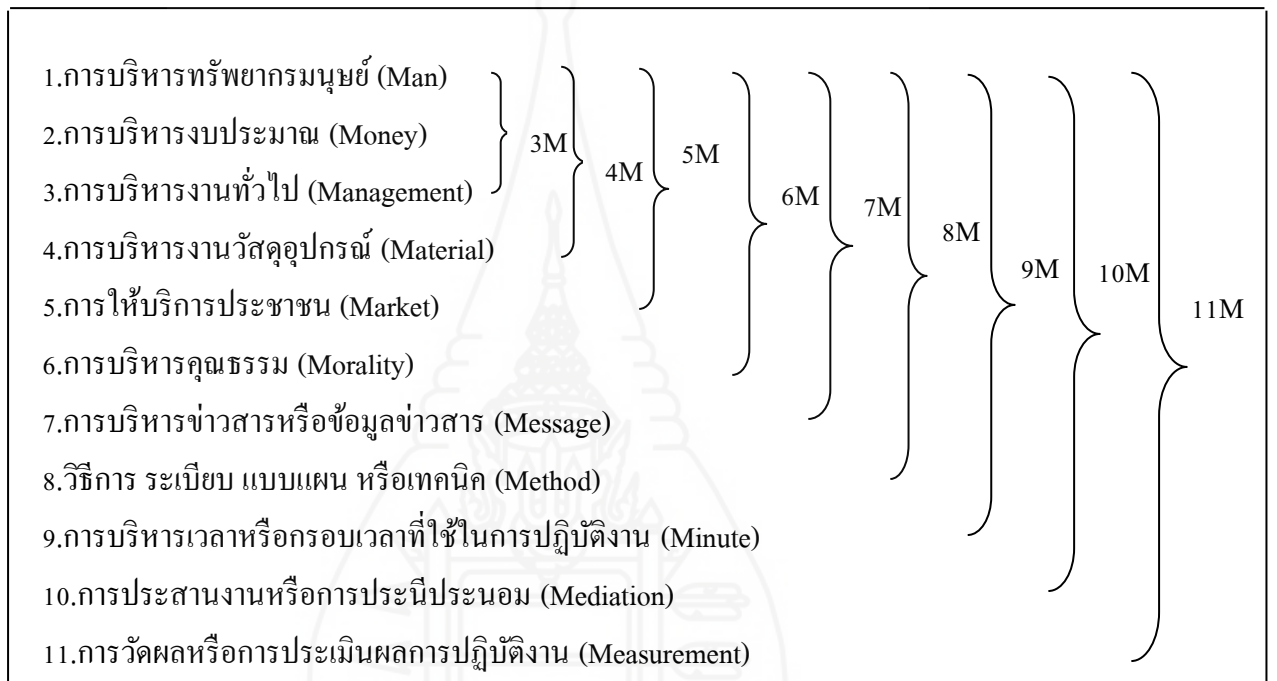 1.การบริหารทรัพยากรมนุษย์ (Man)
2.การบริหารงบประมาณ (Money)
3.การบริหารงานทั่วไป (Management)
4.การบริหารงานวัสดุอุปกรณ์ (Material)
5.การให้บริการประชาชน (Market)
6.การบริหารคุณธรรม (Morality)
7.การบริหารข่าวสารหรือข้อมูลข่าวสาร (Message)
8.วิธีการ ระเบียบ แบบแผน หรือเทคนิค (Method)
9.การบริหารเวลาหรือกรอบเวลาที่ใช้ในการปฏิบัติงาน (Minute)
10.การประสานงานหรือการประนีประนอม (Mediation)
11.การวัดผลหรือการประเมินผลการปฏิบัติงาน (Measurement)
3M
4M
5M
6M
7M
8M
9M
10M
11M